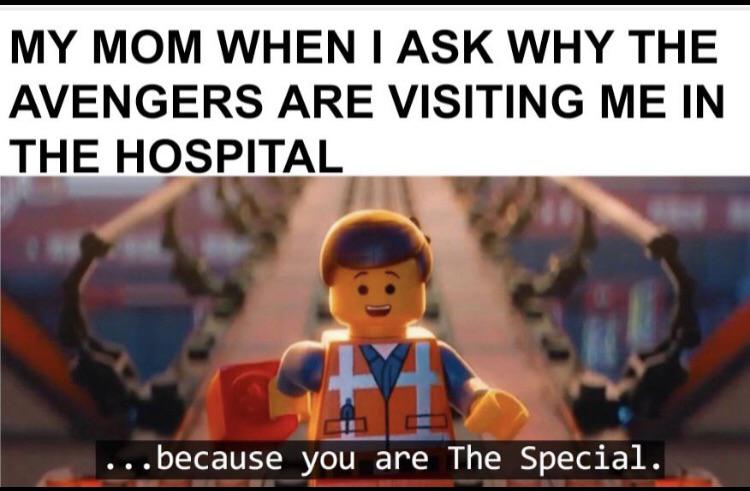 MY MOM WHEN I ASK WHY THE
AVENGERS ARE VISITING ME IN
THE HOSPITAL
...because you are The Special.